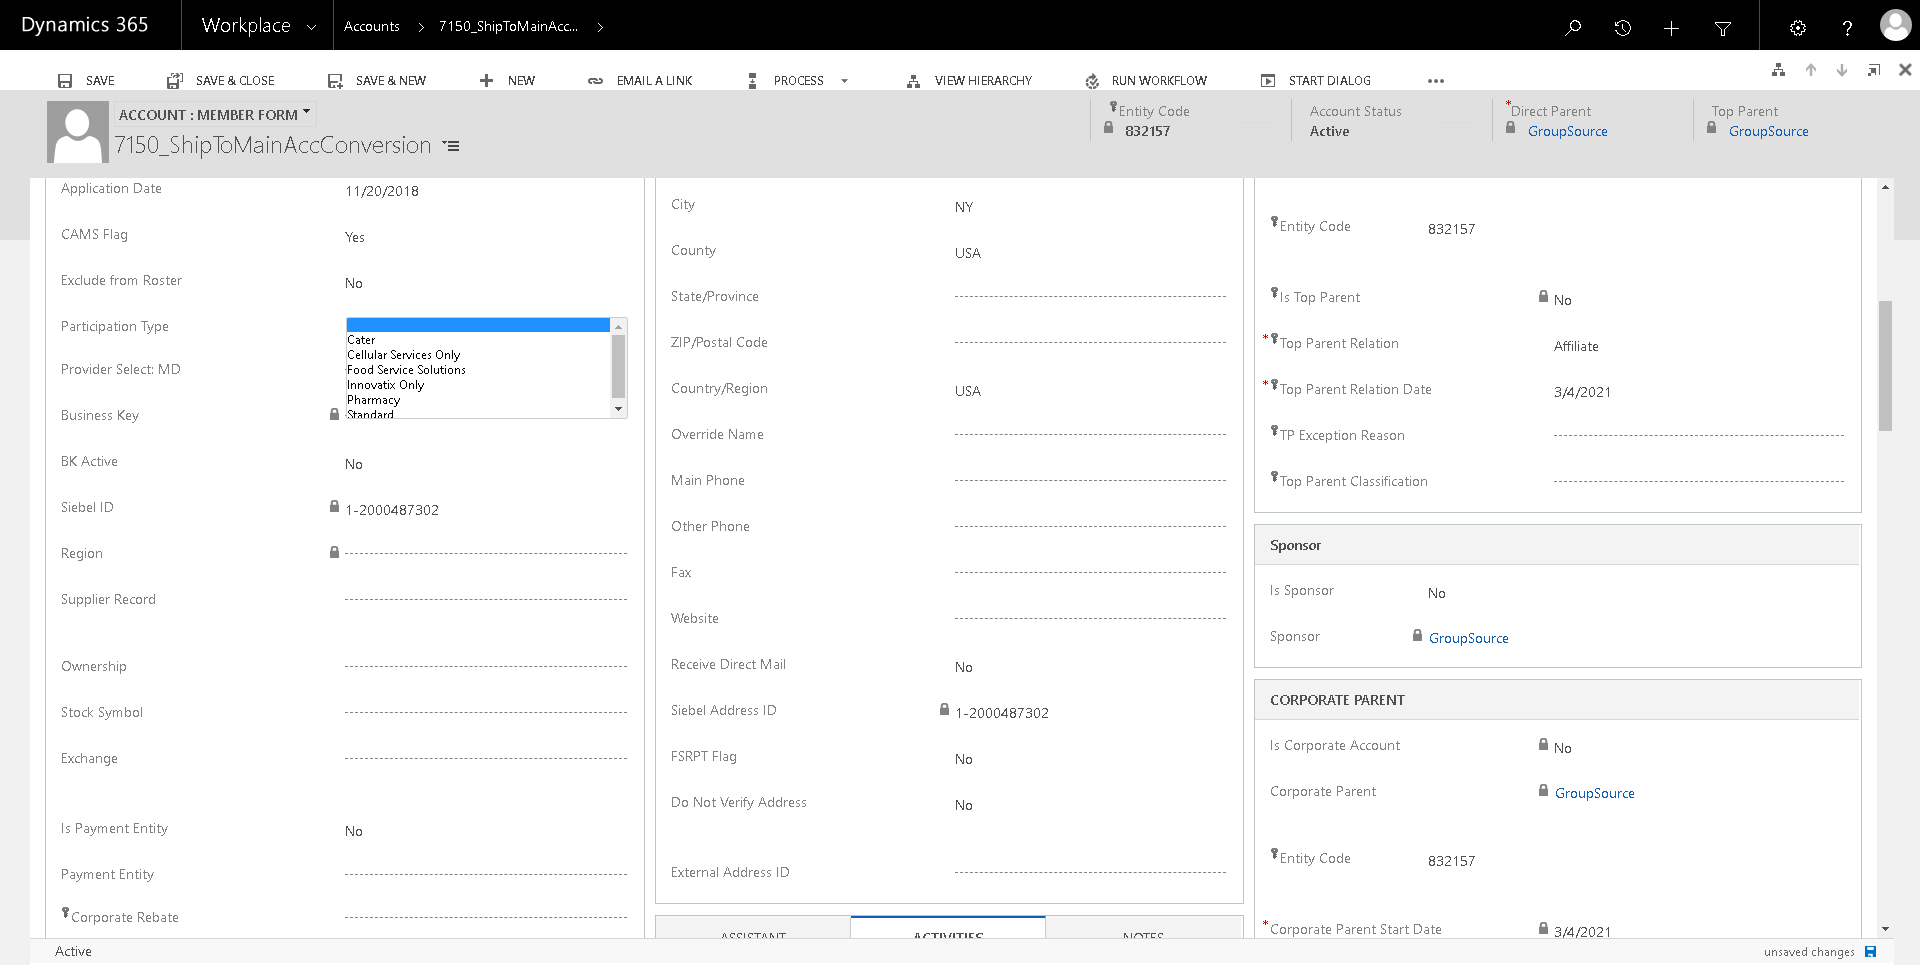 Dynamics 365
Workplace
Accounts
7150_ShipToMainAcc...
SAVE
SAVE & CLOSE
SAVE & NEW
NEW
EMAIL A LINK
PROCESS
VIEW HIERARCHY
RUN WORKFLOW
START DIALOG
ACCOUNT : MEMBER FORM
7150_ShipToMainAccConversion
Entity Code
832157
Account Status
Active
*Direct Parent
GroupSource
Top Parent
GroupSource
Application Date 11/20/2018
CAMS Flag Yes
Exclude from Roster No
Participation Type
Cater
Cellular Services Only
Food Service Solutions
Innovatix Only
Pharmacy
Standard
Provider Select: MD
Business Key
BK Active No
Siebel ID 1-2000487302
Region
Supplier Record
Ownership
Stock Symbol
Exchange
Is Payment Entity No
Payment Entity
Corporate Rebate
City NY
County USA
State/Province
ZIP/Postal Code
Country/Region USA
Override Name
Main Phone
Other Phone
Fax
Website
Receive Direct Mail No
Siebel Address ID 1-2000487302
FSRPT Flag No
Do Not Verify Address No
External Address ID
ASSISTANT ACTIVITIES NOTES
Entity Code 832157
Is Top Parent No
*Top Parent Relation Affiliate
*Top Parent Relation Date 3/4/2021
TP Exception Reason
Top Parent Classification
Sponsor
Is Sponsor No
Sponsor GroupSource
CORPORATE PARENT
Is Corporate Account No
Corporate Parent GroupSource
Entity Code 832157
*Corporate Parent Start Date 3/4/2021
Active
unsaved changes